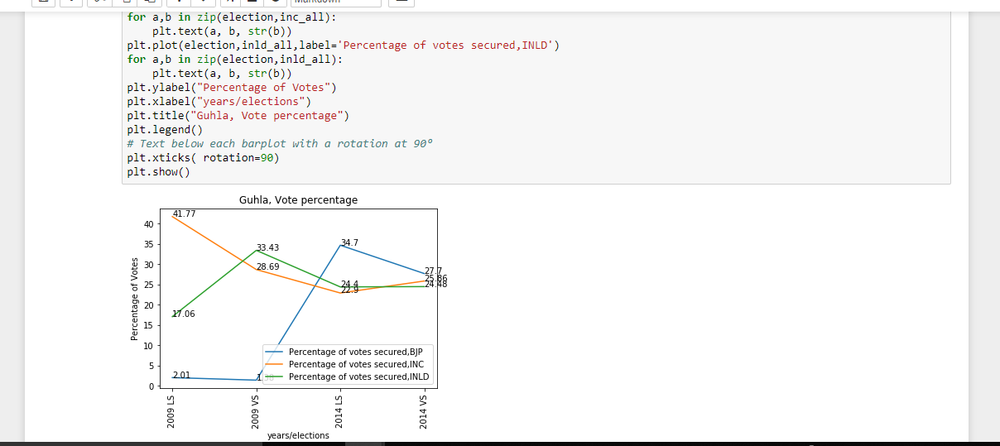 Markdown
for a,b in zip(election,inc_all):
    plt.text(a, b, str(b))
plt.plot(election,inld_all,label='Percentage of votes secured,INLD')
for a,b in zip(election,inld_all):
    plt.text(a, b, str(b))
plt.ylabel("Percentage of Votes")
plt.xlabel("years/elections")
plt.title("Guhla, Vote percentage")
plt.legend()
# Text below each barplot with a rotation at 90º
plt.xticks( rotation=90)
plt.show()
Guhla, Vote percentage
Percentage of Votes
40
35
30
25
20
15
10
5
0
41.77
33.43
28.69
34.7
27.7
25.86
24.48
24.4
22.9
17.06
2.01
Percentage of votes secured,BJP
Percentage of votes secured,INC
Percentage of votes secured,INLD
2009 LS
2009 VS
2014 LS
2014 VS
years/elections